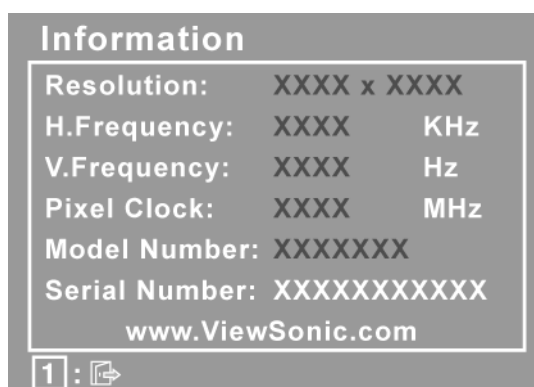 Information
Resolution: XXXX x XXXX
H.Frequency: XXXX KHz
V.Frequency: XXXX Hz
Pixel Clock: XXXX MHz
Model Number: XXXXXXX
Serial Number: XXXXXXXXXXX
www.ViewSonic.com
1 :